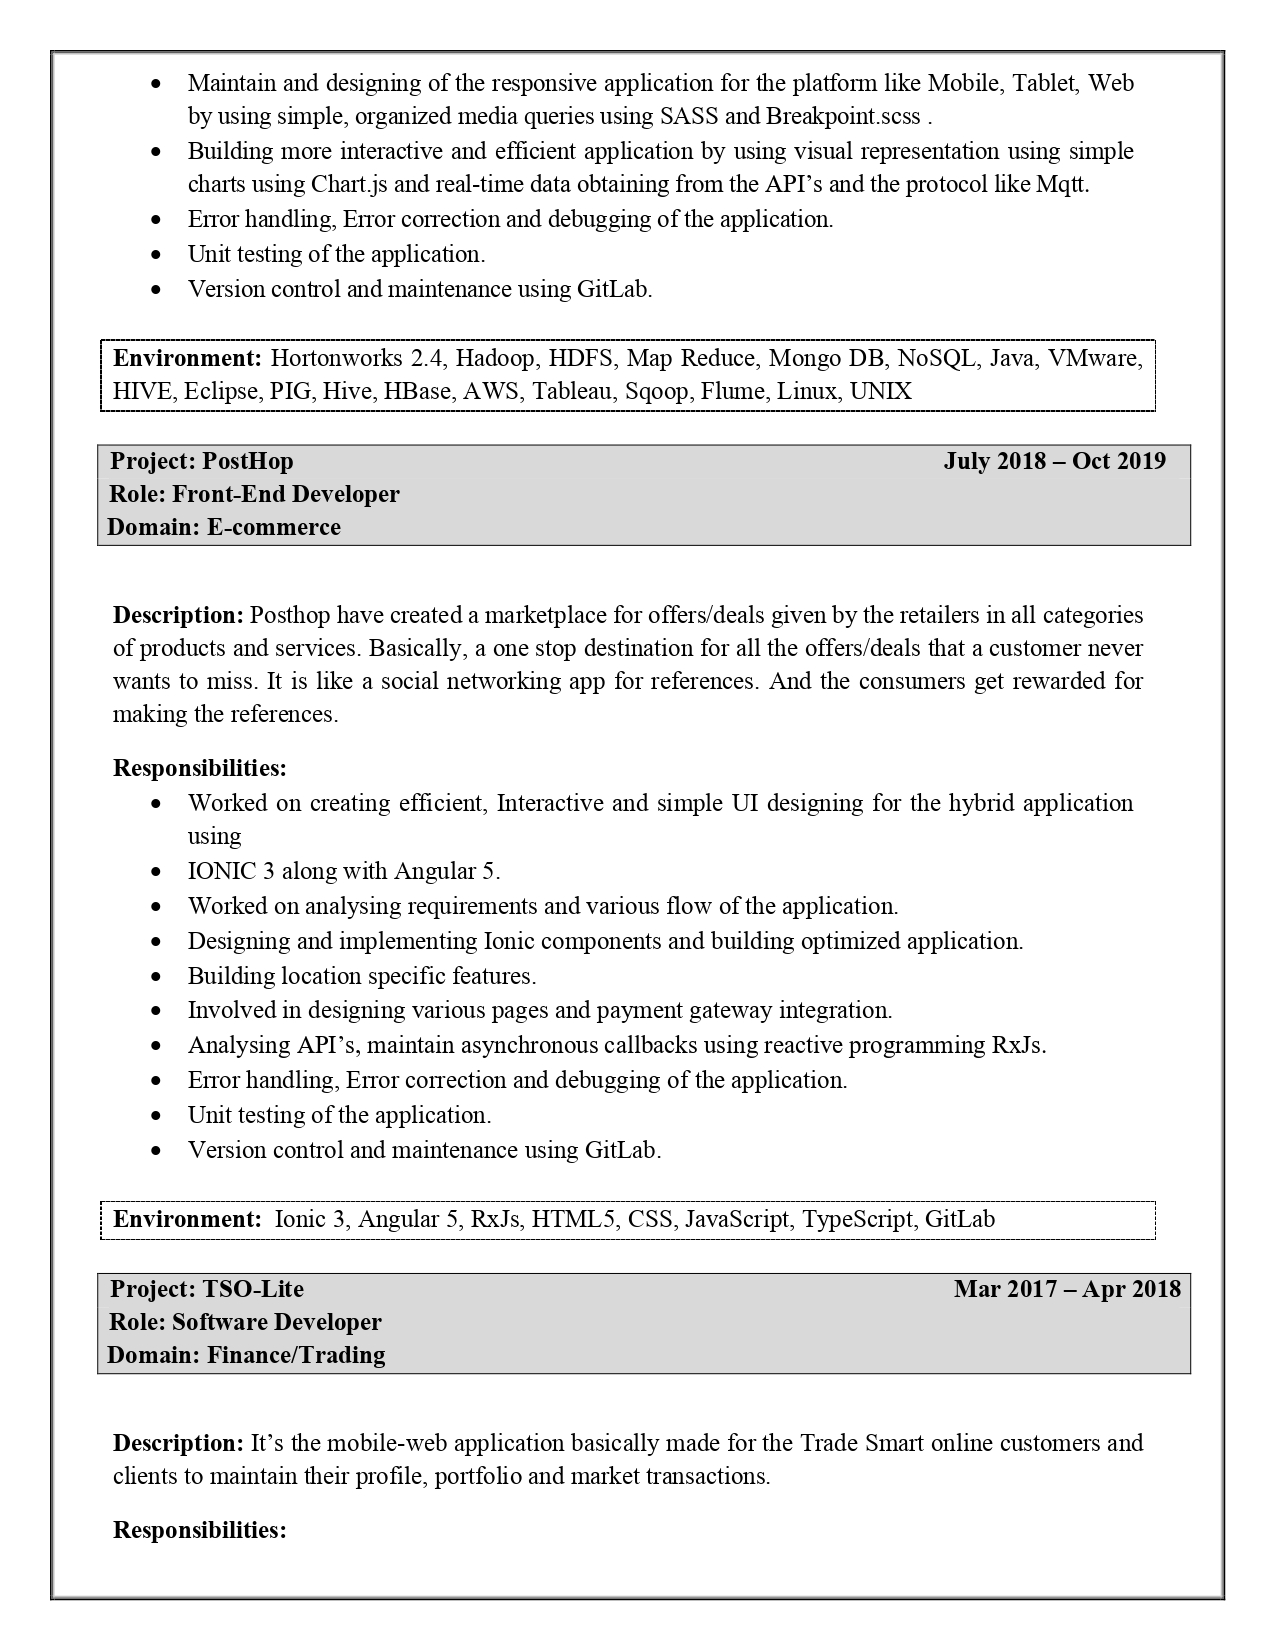 • Maintain and designing of the responsive application for the platform like Mobile, Tablet, Web
by using simple, organized media queries using SASS and Breakpoint.scss .
• Building more interactive and efficient application by using visual representation using simple
charts using Chart.js and real-time data obtaining from the API’s and the protocol like Mqtt.
• Error handling, Error correction and debugging of the application.
• Unit testing of the application.
• Version control and maintenance using GitLab.
Environment: Hortonworks 2.4, Hadoop, HDFS, Map Reduce, Mongo DB, NoSQL, Java, VMware,
HIVE, Eclipse, PIG, Hive, HBase, AWS, Tableau, Sqoop, Flume, Linux, UNIX
Project: PostHop July 2018 – Oct 2019
Role: Front-End Developer
Domain: E-commerce
Description: Posthop have created a marketplace for offers/deals given by the retailers in all categories
of products and services. Basically, a one stop destination for all the offers/deals that a customer never
wants to miss. It is like a social networking app for references. And the consumers get rewarded for
making the references.
Responsibilities:
• Worked on creating efficient, Interactive and simple UI designing for the hybrid application
using
• IONIC 3 along with Angular 5.
• Worked on analysing requirements and various flow of the application.
• Designing and implementing Ionic components and building optimized application.
• Building location specific features.
• Involved in designing various pages and payment gateway integration.
• Analysing API’s, maintain asynchronous callbacks using reactive programming RxJs.
• Error handling, Error correction and debugging of the application.
• Unit testing of the application.
• Version control and maintenance using GitLab.
Environment: Ionic 3, Angular 5, RxJs, HTML5, CSS, JavaScript, TypeScript, GitLab
Project: TSO-Lite Mar 2017 – Apr 2018
Role: Software Developer
Domain: Finance/Trading
Description: It’s the mobile-web application basically made for the Trade Smart online customers and
clients to maintain their profile, portfolio and market transactions.
Responsibilities: